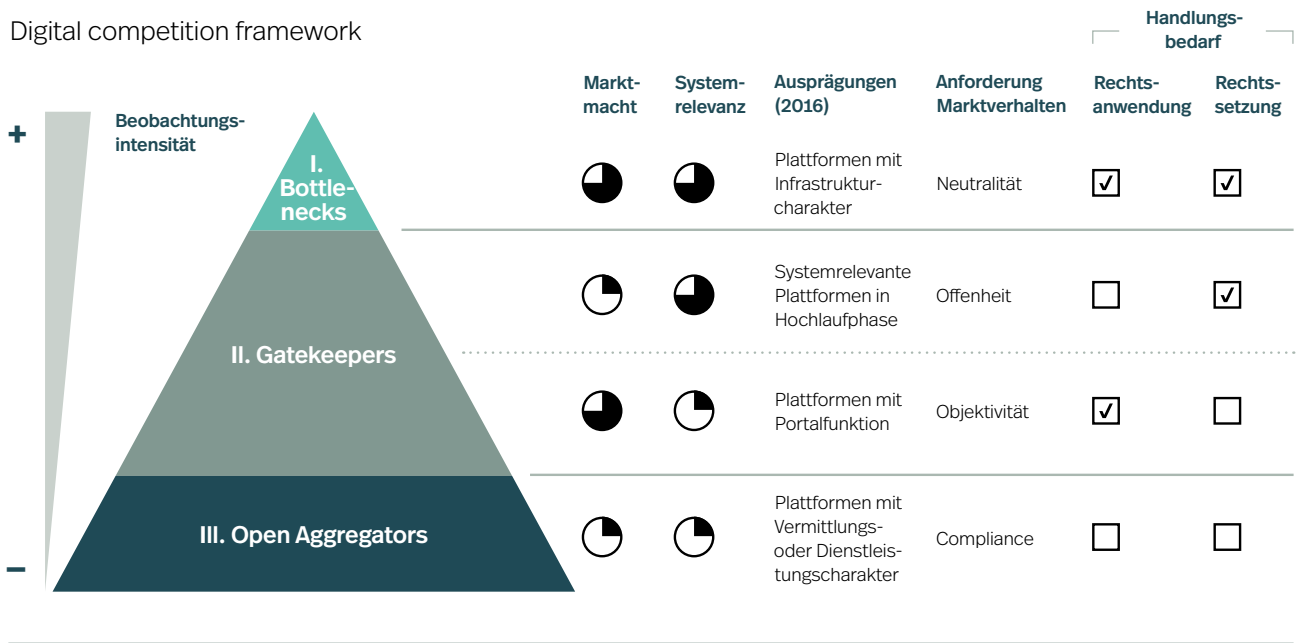 Digital competition framework
Handlungs-
bedarf
Markt-
macht
System-
relevanz
Ausprägungen
(2016)
Anforderung
Marktverhalten
Rechts-
anwendung
Rechts-
setzung
+
Beobachtungs-
intensität
I.
Bottle-
necks
Plattformen mit
Infrastruktur-
charakter
Neutralität
II. Gatekeepers
Systemrelevante
Plattformen in
Hochlaufphase
Offenheit
Plattformen mit
Portalfunktion
Objektivität
III. Open Aggregators
Plattformen mit
Vermittlungs-
oder Dienstleis-
tungscharakter
Compliance
–